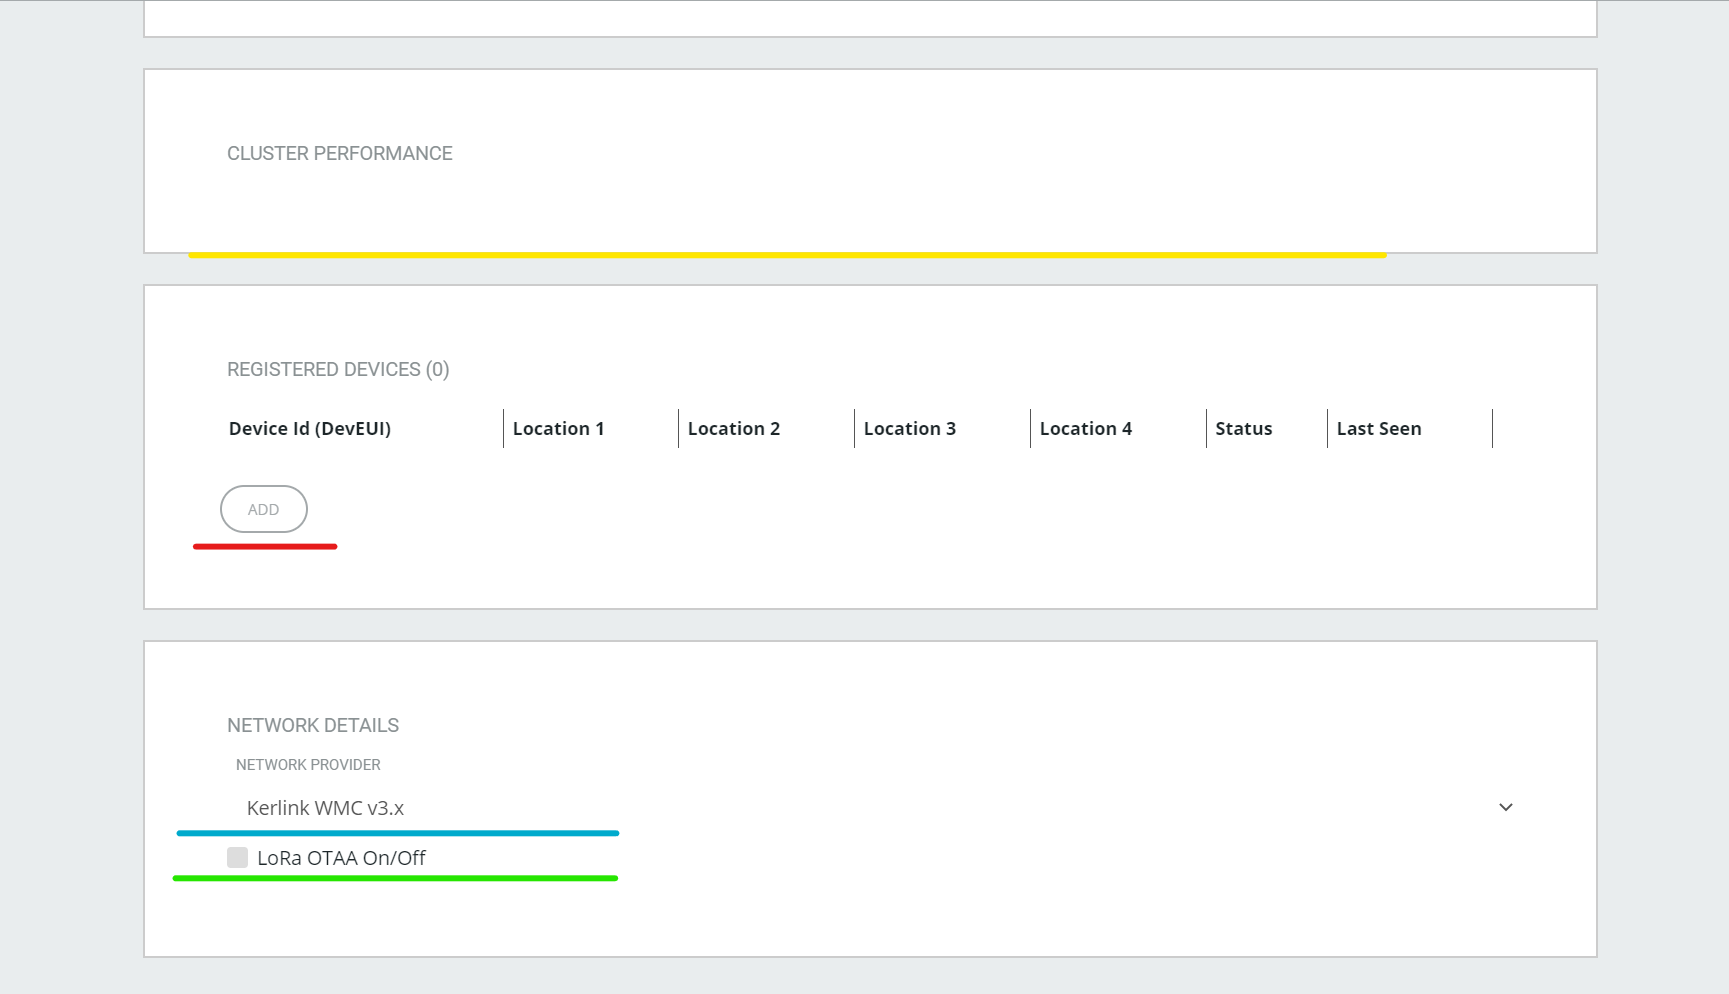 CLUSTER PERFORMANCE
REGISTERED DEVICES (0)
Device Id (DevEUI) Location 1 Location 2 Location 3 Location 4 Status Last Seen
ADD
NETWORK DETAILS
NETWORK PROVIDER
Kerlink WMC v3.x
LoRa OTAA On/Off